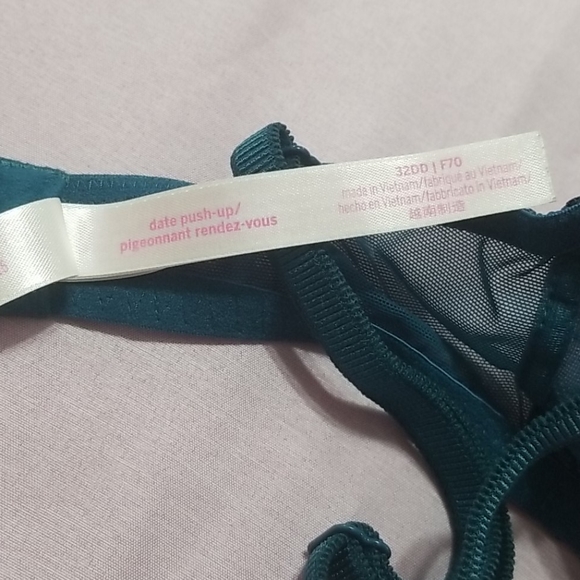 date push-up/
pigeonnant rendez-vous
32DD | F70
made in Vietnam/fabriqué au Vietnam/
hecho en Vietnam/fabbricato in Vietnam/
越南制造